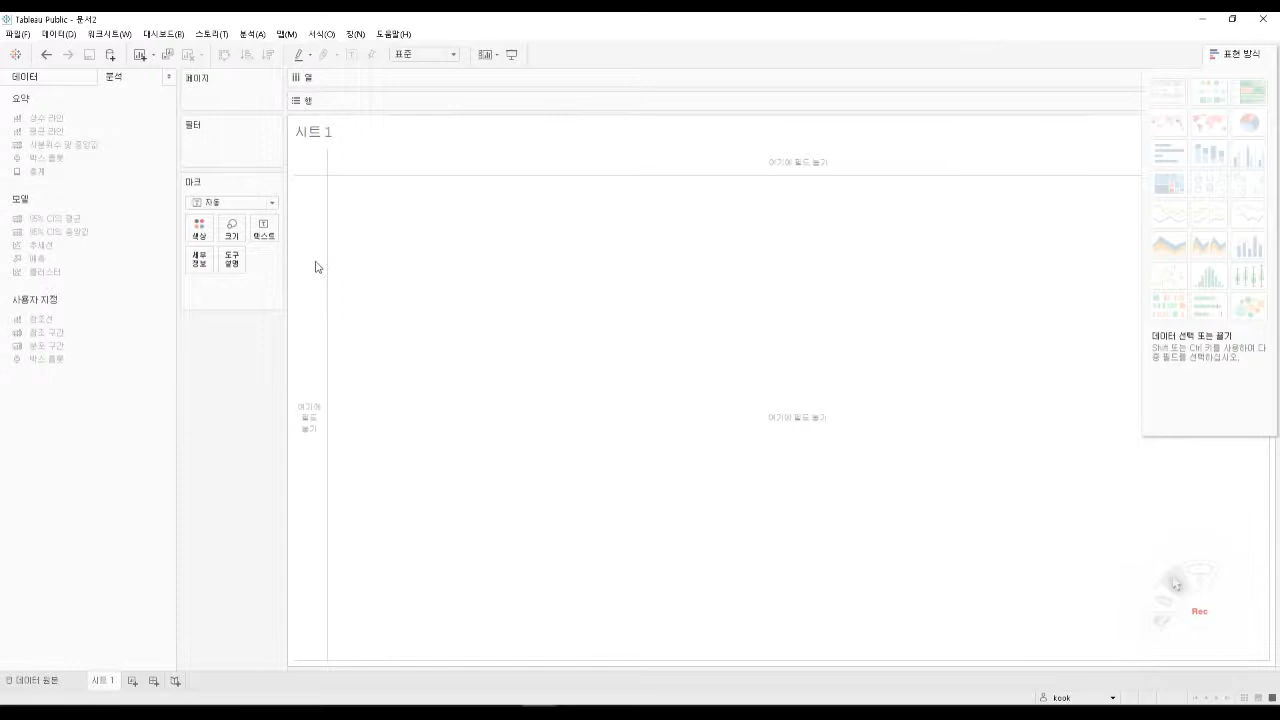 Tableau Public - 문서2
파일(F) 데이터(D) 워크시트(W) 대시보드(B) 스토리(T) 분석(A) 맵(M) 서식(O) 창(N) 도움말(H)
표준
표현 방식
데이터 분석
요약
상수 라인
평균 라인
사분위수 및 중앙값
박스 플롯
총계
모델
95% CI의 평균
95% CI의 중앙값
추세선
예측
클러스터
사용자 지정
참조선
참조 구간
분포 구간
박스 플롯
페이지
필터
마크
자동
색상 크기 텍스트
세부
정보
도구
설명
열
행
시트 1
여기에 필드 놓기
여기에
필드
놓기
여기에 필드 놓기
데이터 선택 또는 끌기
Shift 또는 Ctrl 키를 사용하여 다
중 필드를 선택하십시오.
Rec
데이터 원본 시트 1
kook